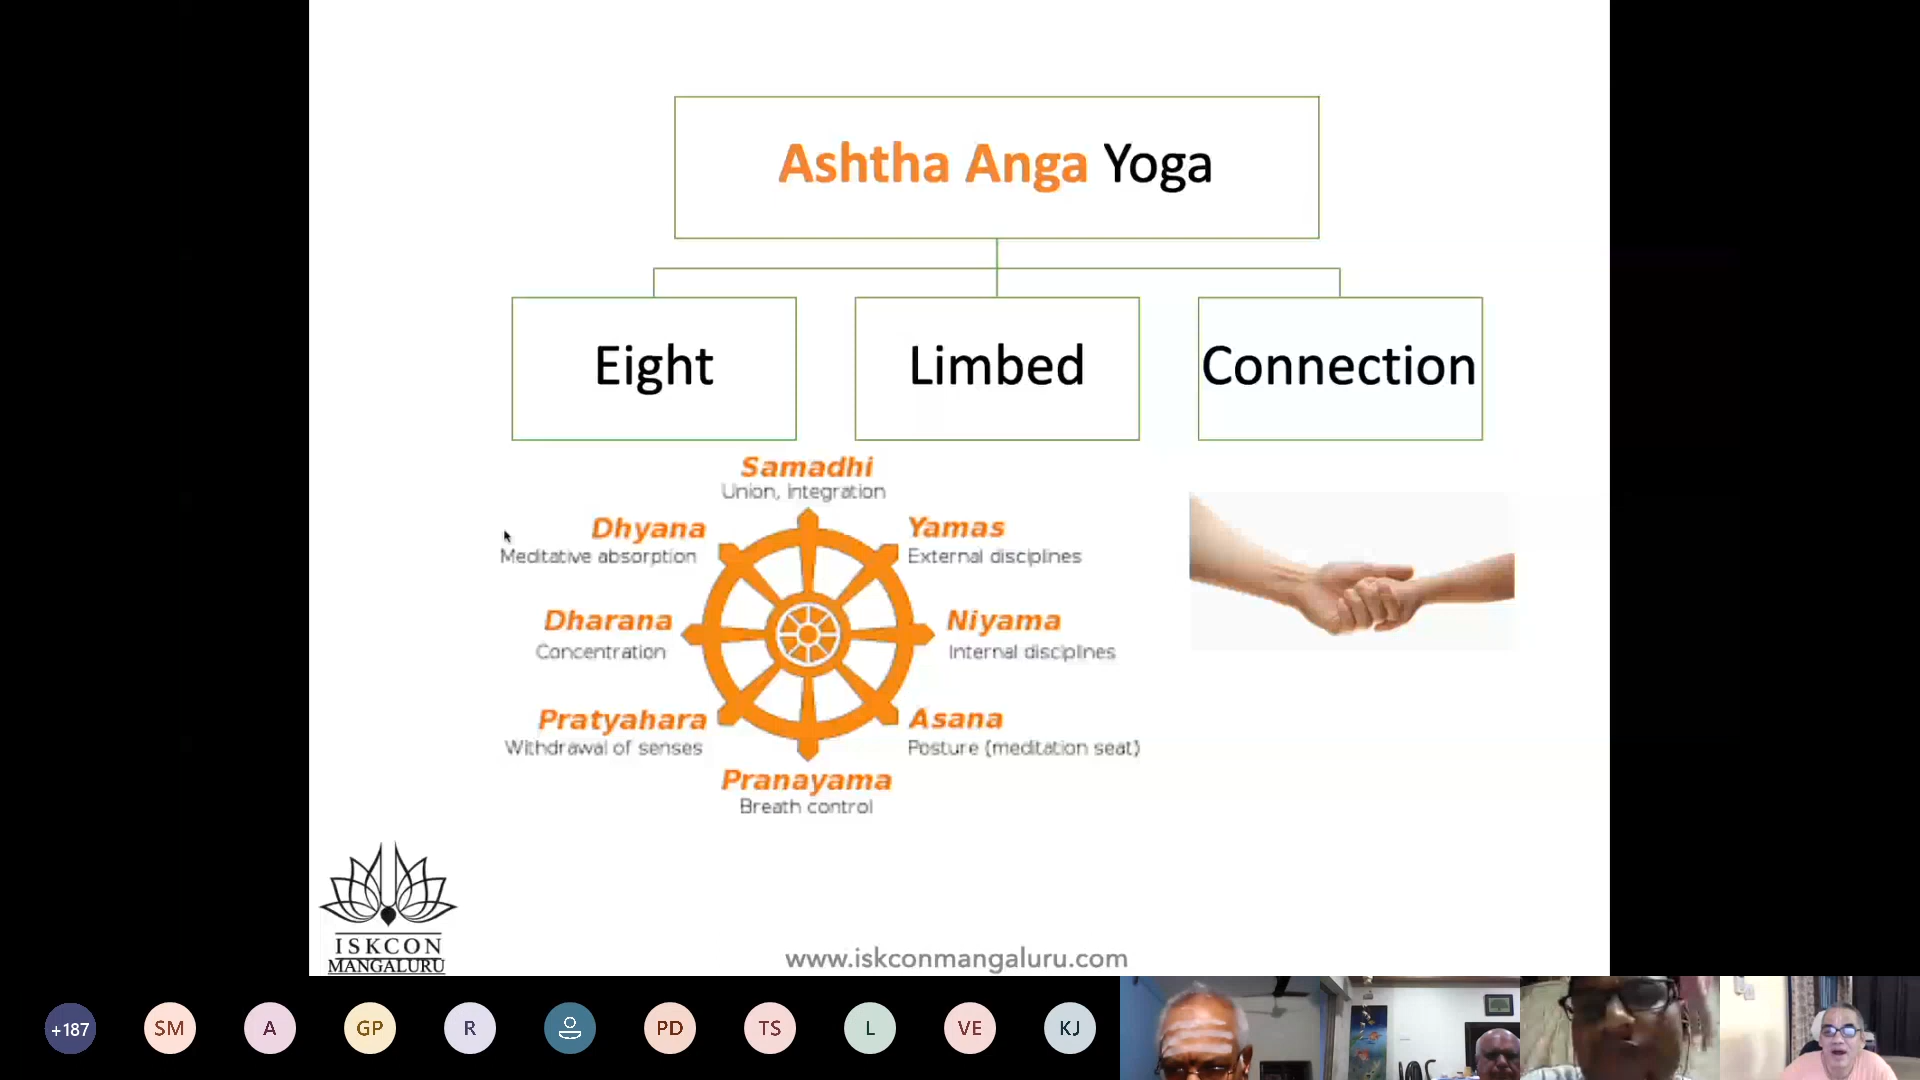 Ashtha Anga Yoga
Eight
Limbed
Connection
Samadhi
Union, integration
Dhyana
Meditative absorption
Yamas
External disciplines
Dharana
Concentration
Niyama
Internal disciplines
Pratyahara
Withdrawal of senses
Asana
Posture (meditation seat)
Pranayama
Breath control
ISKCON
MANGALURU
www.iskconmangaluru.com
+187
SM
A
GP
R
PD
TS
L
VE
KJ